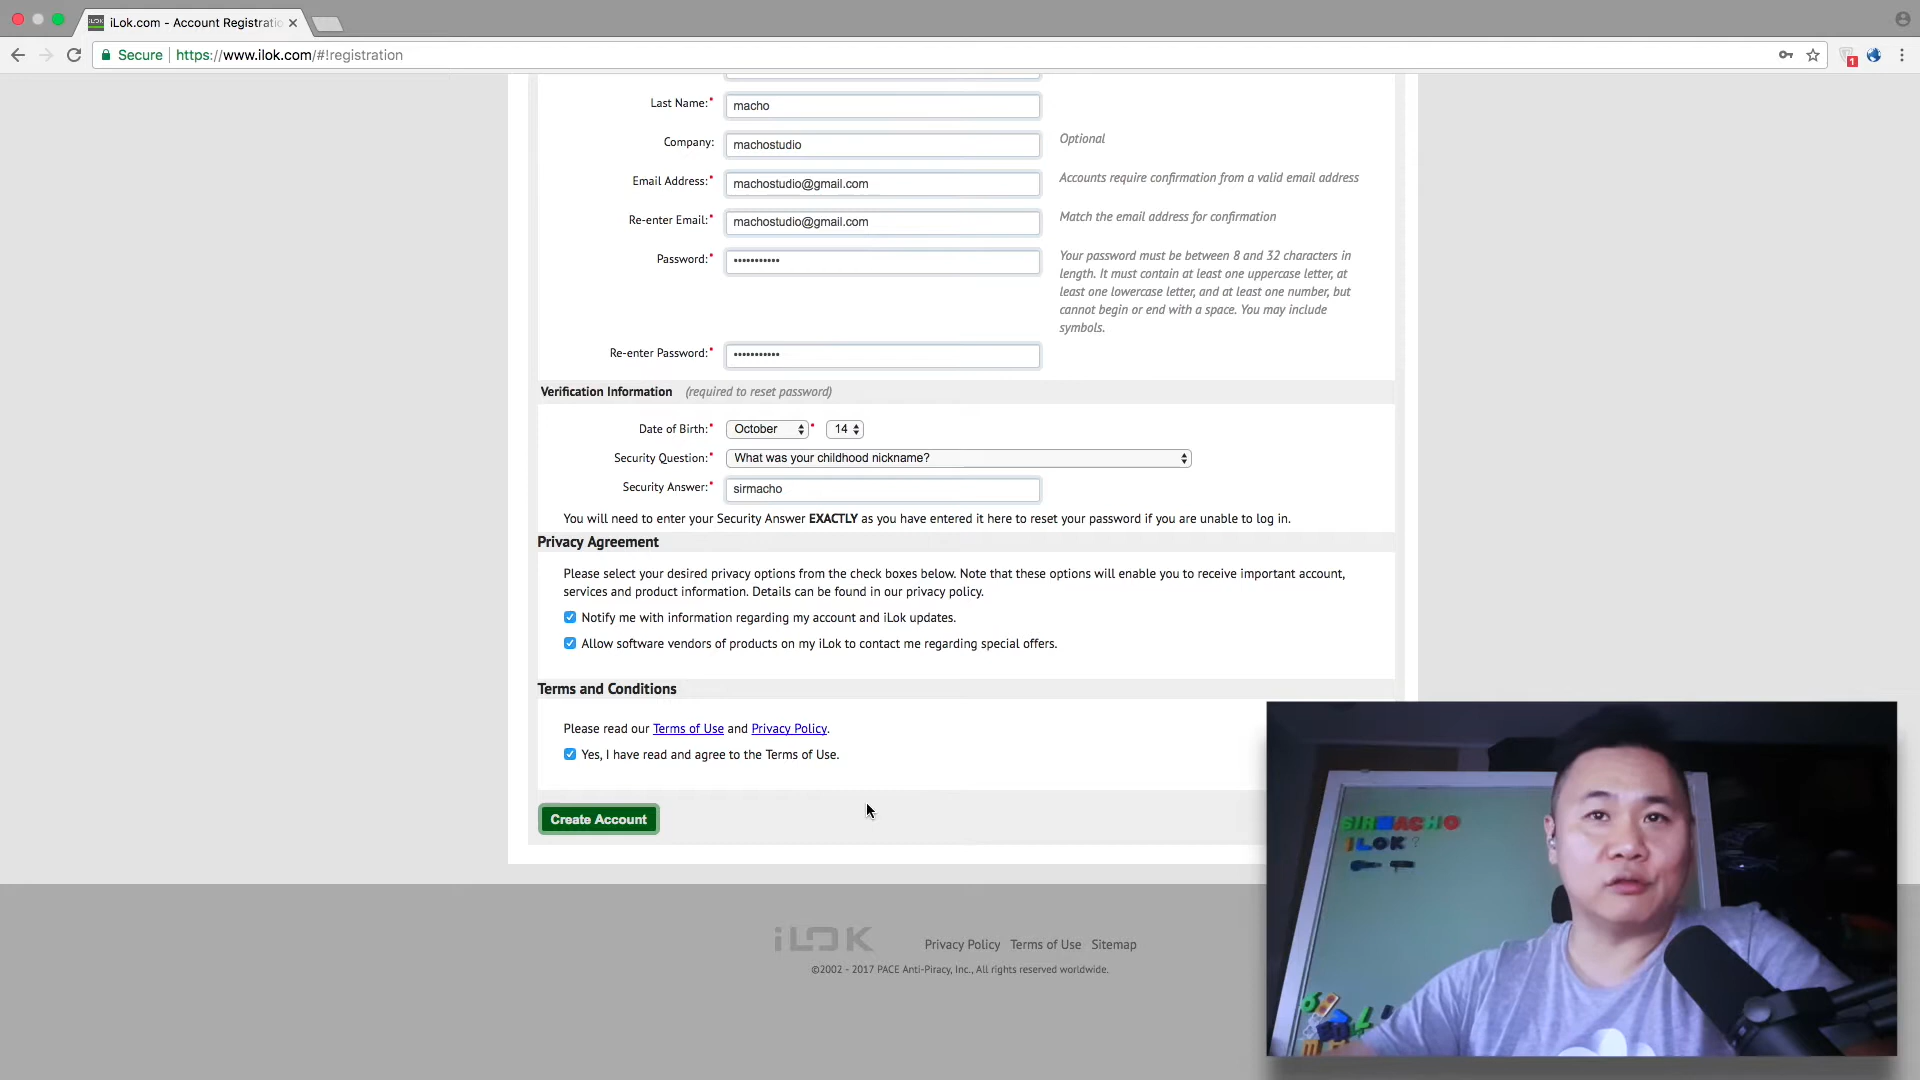 iLok.com - Account Registratio
Secure
https://www.ilok.com/#!registration
1
Last Name:*
macho
Company:
machostudio
Optional
Email Address:*
machostudio@gmail.com
Accounts require confirmation from a valid email address
Re-enter Email:*
machostudio@gmail.com
Match the email address for confirmation
Password:*
•••••••••••
Your password must be between 8 and 32 characters in
length. It must contain at least one uppercase letter, at
least one lowercase letter, and at least one number, but
cannot begin or end with a space. You may include
symbols.
Re-enter Password:*
•••••••••••
Verification Information (required to reset password)
Date of Birth:*
October
*
14
Security Question:*
What was your childhood nickname?
Security Answer:*
sirmacho
You will need to enter your Security Answer EXACTLY as you have entered it here to reset your password if you are unable to log in.
Privacy Agreement
Please select your desired privacy options from the check boxes below. Note that these options will enable you to receive important account,
services and product information. Details can be found in our privacy policy.
Notify me with information regarding my account and iLok updates.
Allow software vendors of products on my iLok to contact me regarding special offers.
Terms and Conditions
Please read our Terms of Use and Privacy Policy.
Yes, I have read and agree to the Terms of Use.
Create Account
SIRMACHO
ILOK?
iLOK
Privacy Policy Terms of Use Sitemap
©2002 - 2017 PACE Anti-Piracy, Inc., All rights reserved worldwide.